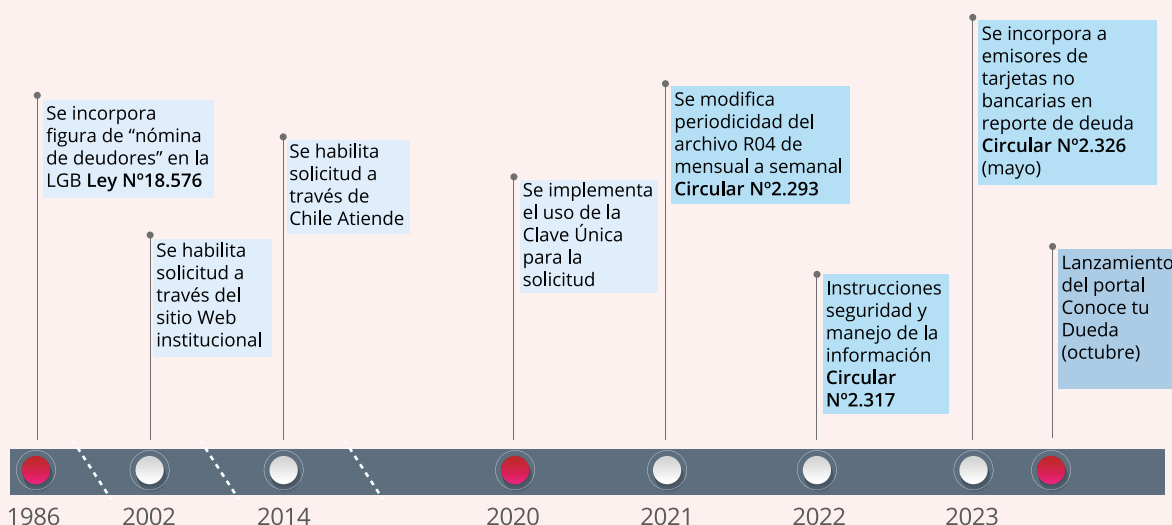 Se incorpora
figura de “nómina
de deudores” en la
LGB Ley Nº18.576
Se habilita
solicitud a
través del
sitio Web
institucional
Se habilita
solicitud a
través de
Chile Atiende
Se implementa
el uso de la
Clave Única
para la
solicitud
Se modifica
periodicidad del
archivo R04 de
mensual a semanal
Circular Nº2.293
Instrucciones
seguridad y
manejo de la
información
Circular
Nº2.317
Se incorpora a
emisores de
tarjetas no
bancarias en
reporte de deuda
Circular Nº2.326
(mayo)
Lanzamiento
del portal
Conoce tu
Dueda
(octubre)
1986
2002
2014
2020
2021
2022
2023